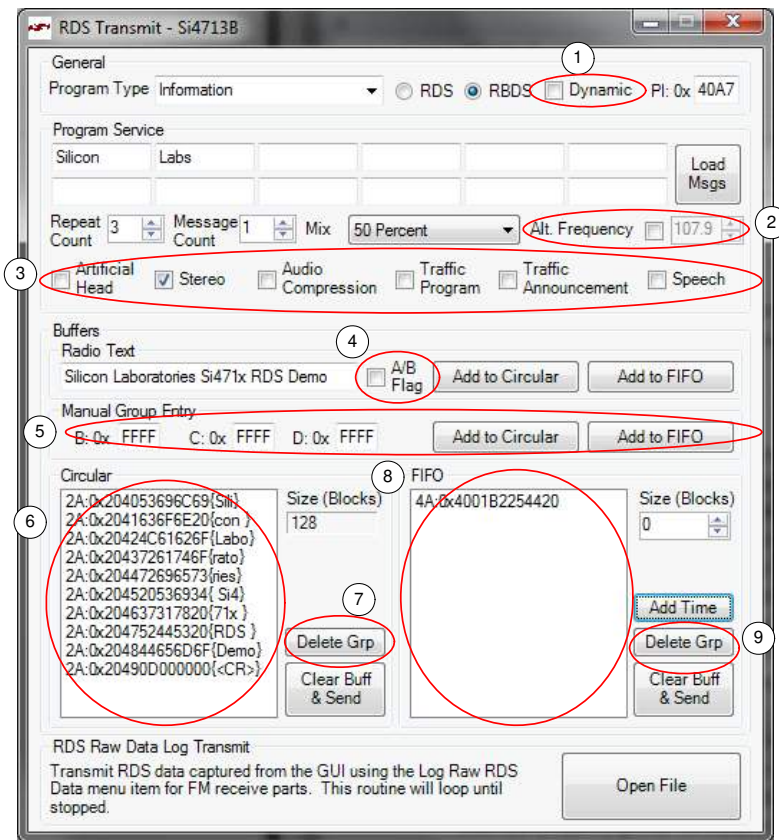 RDS Transmit - Si4713B
1
General
Program Type Information RDS RBDS Dynamic PI: 0x 40A7
Program Service
Silicon Labs
Load Msgs
2
Repeat Count 3 Message Count 1 Mix 50 Percent Alt. Frequency 107.9
3
Artificial Head Stereo Audio Compression Traffic Program Traffic Announcement Speech
Buffers
4
Radio Text
Silicon Laboratories Si471x RDS Demo A/B Flag Add to Circular Add to FIFO
Manual Group Entry
5
B: 0x FFFF C: 0x FFFF D: 0x FFFF Add to Circular Add to FIFO
Circular
6
2A:0x204053696C69{Sili}
2A:0x2041636F6E20{con }
2A:0x20424C61626F{Labo}
2A:0x20437261746F{rato}
2A:0x204472696573{ries}
2A:0x204520536934{ Si4}
2A:0x204637317820{71x }
2A:0x204752445320{RDS }
2A:0x204844656D6F{Demo}
2A:0x20490D000000{<CR>}
Size (Blocks)
128
7
Delete Grp
Clear Buff & Send
8
FIFO
4A:0x4001B2254420
Size (Blocks)
0
Add Time
Delete Grp
9
Clear Buff & Send
RDS Raw Data Log Transmit
Transmit RDS data captured from the GUI using the Log Raw RDS
Data menu item for FM receive parts. This routine will loop until
stopped.
Open File